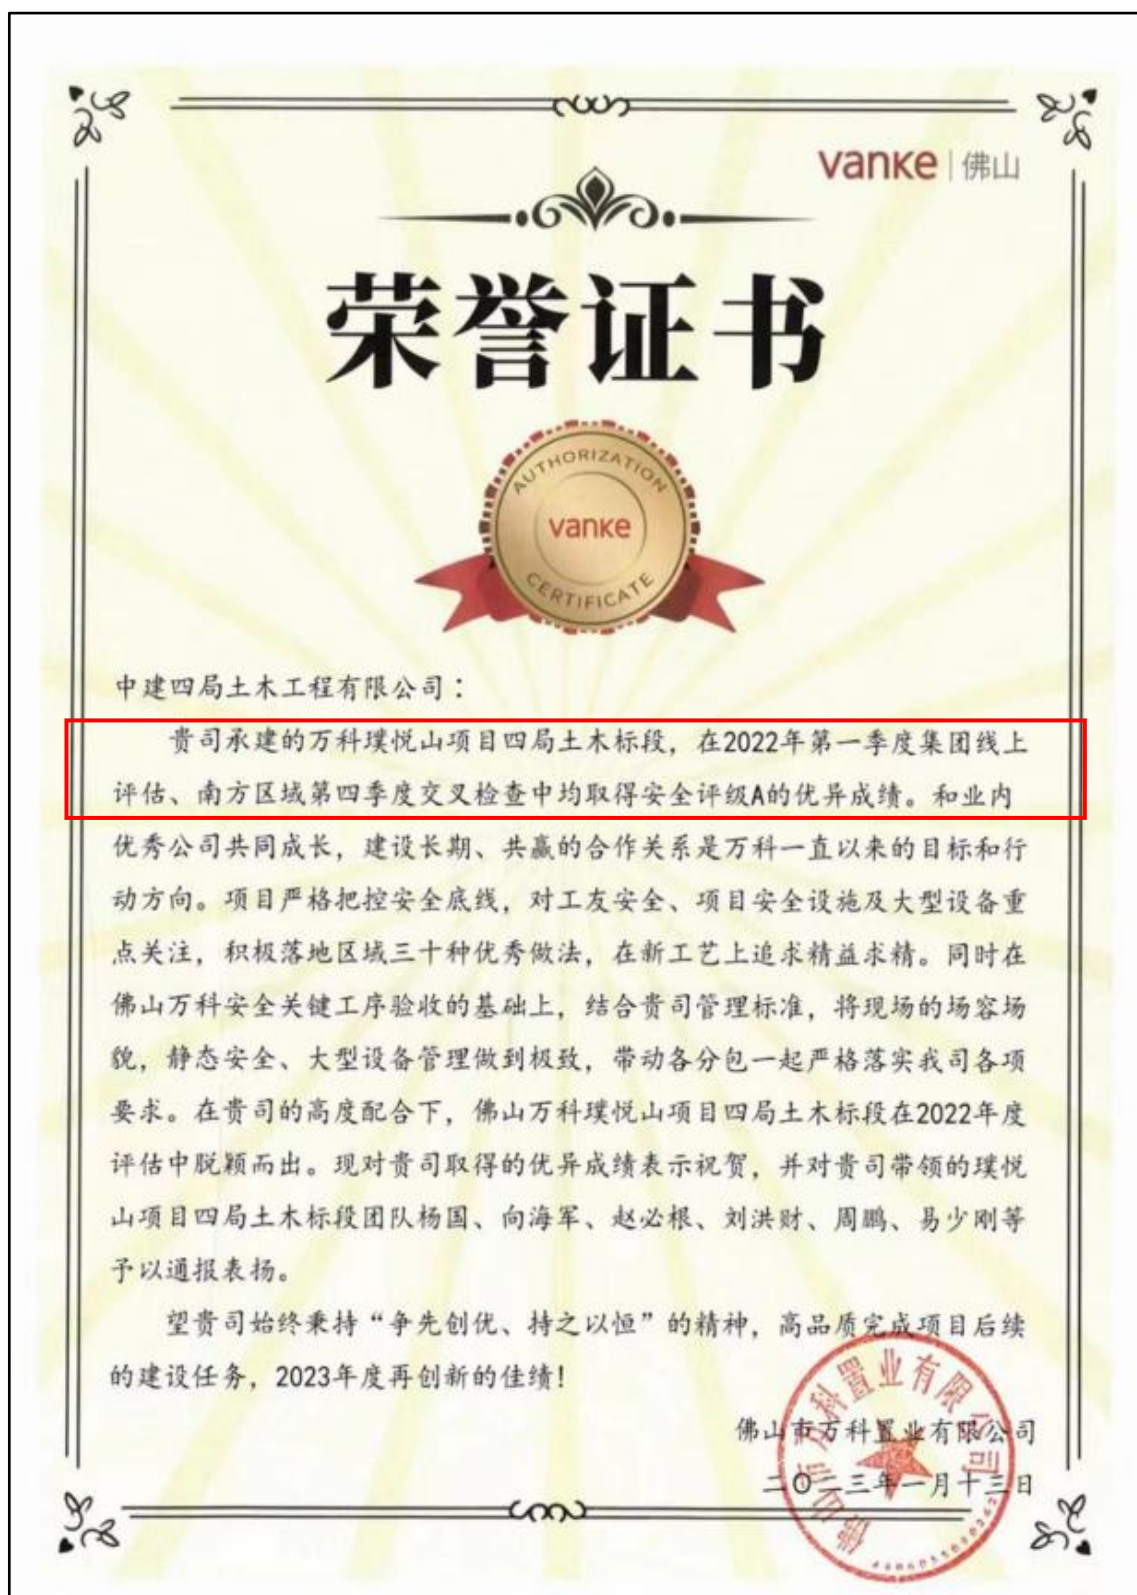 vanke | 佛山
荣誉证书
AUTHORIZATION
vanke
CERTIFICATE
中建四局土木工程有限公司：
贵司承建的万科璞悦山项目四局土木标段，在2022年第一季度集团线上
评估、南方区域第四季度交叉检查中均取得安全评级A的优异成绩。和业内
优秀公司共同成长，建设长期、共赢的合作关系是万科一直以来的目标和行
动方向。项目严格把控安全底线，对工友安全、项目安全设施及大型设备重
点关注，积极落地区域三十种优秀做法，在新工艺上追求精益求精。同时在
佛山万科安全关键工序验收的基础上，结合贵司管理标准，将现场的场容场
貌，静态安全、大型设备管理做到极致，带动各分包一起严格落实我司各项
要求。在贵司的高度配合下，佛山万科璞悦山项目四局土木标段在2022年度
评估中脱颖而出。现对贵司取得的优异成绩表示祝贺，并对贵司带领的璞悦
山项目四局土木标段团队杨国、向海军、赵必根、刘洪财、周鹏、易少刚等
予以通报表扬。
望贵司始终秉持“争先创优、持之以恒”的精神，高品质完成项目后续
的建设任务，2023年度再创新的佳绩！
佛山市万科置业有限公司
二〇二三年一月十三日
佛山市万科置业有限公司